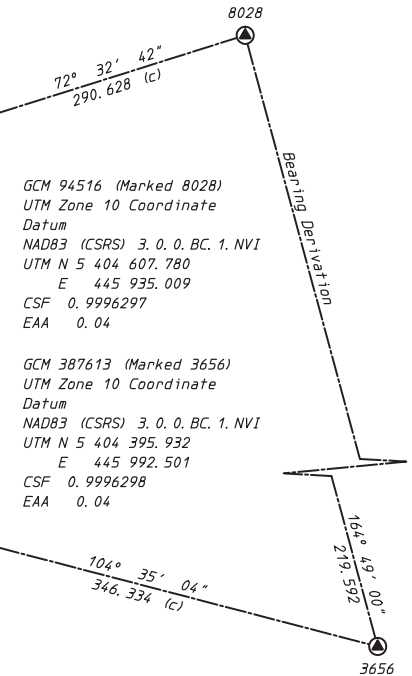 8028
72° 32′ 42″
290.628 (c)
Bearing Derivation
GCM 94516 (Marked 8028)
UTM Zone 10 Coordinate
Datum
NAD83 (CSRS) 3.0.0.BC.1.NVI
UTM N 5 404 607.780
E 445 935.009
CSF 0.9996297
EAA 0.04
GCM 387613 (Marked 3656)
UTM Zone 10 Coordinate
Datum
NAD83 (CSRS) 3.0.0.BC.1.NVI
UTM N 5 404 395.932
E 445 992.501
CSF 0.9996298
EAA 0.04
164° 49′ 00″
219.592
104° 35′ 04″
346.334 (c)
3656